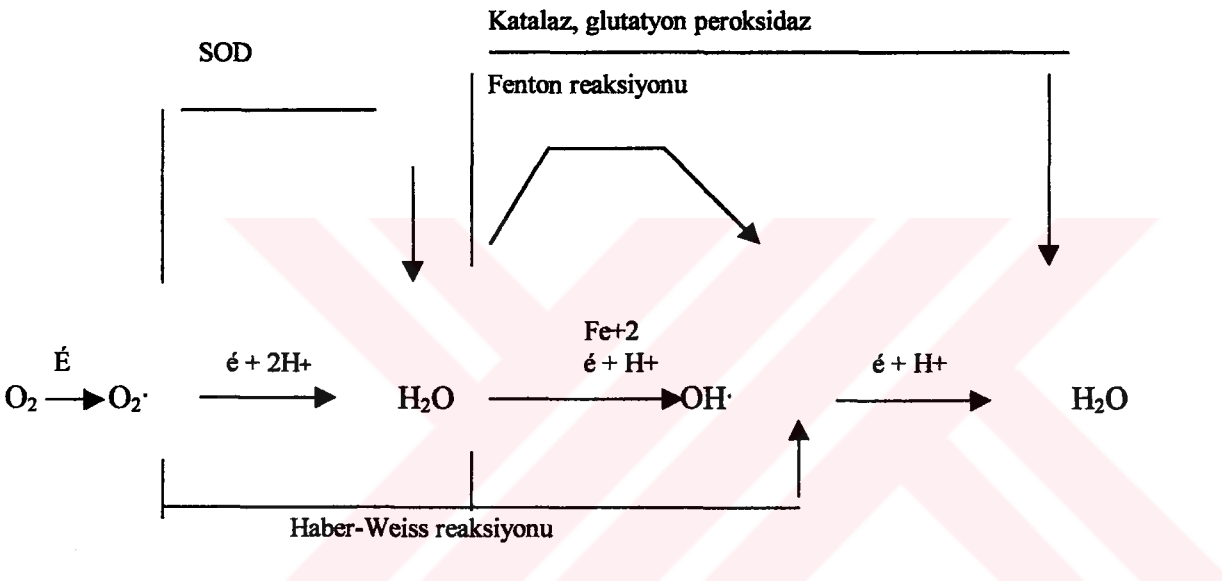 Katalaz, glutatyon peroksidaz
SOD
Fenton reaksiyonu
Fe+2
É é + 2H+ é + H+ é + H+
O₂ O₂· H₂O OH· H₂O
Haber-Weiss reaksiyonu